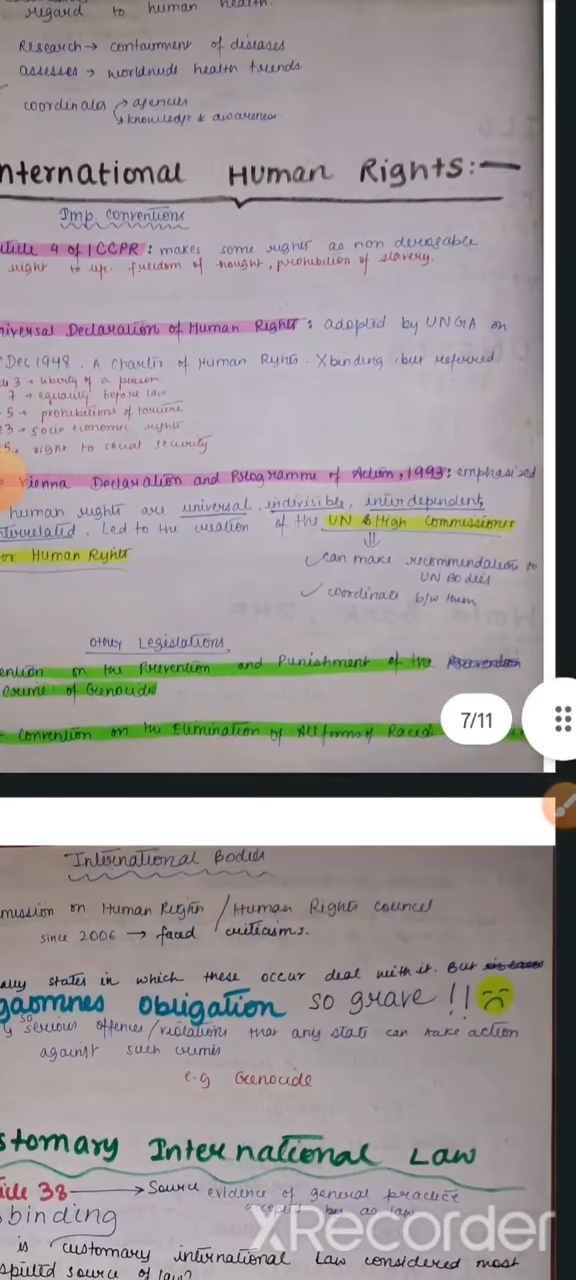 regard to human health.
Research → containment of diseases
assesses → worldwide health trends
coordinates → agencies
↳ knowledge & awareness
nternational Human Rights:—
Imp. conventions
rticle 4 of ICCPR : makes some rights as non derogable
right to life, freedom of thought, prohibition of slavery.
niversal Declaration of Human Rights : adopted by UNGA on
Dec 1948. A Charter of Human Rights. X binding, but referred
3 → liberty of a person
7 → equality before law
5 → prohibitions of torture
3 → socio economic rights
5. right to social security
Vienna Declaration and Programme of Action, 1993: emphasized
human rights are universal, indivisible, interdependent,
nterrelated. Led to the creation of the UN High Commissioner
or Human Rights
✓ can make recommendations to
UN Bodies
✓ coordinate b/w them
other Legislations
ention on the Prevention and Punishment of the
crime of Genocide
Convention on the Elimination of All forms of Racial
7/11
International Bodies
mission on Human Rights / Human Rights Council
since 2006 → faced criticisms.
ally states in which these occur deal with it. But
gaomnes obligation so grave !!
so serious offences/violations that any state can take action
against such crimes
e.g Genocide
stomary International Law
icle 38 → Source evidence of general practice
accepted as law
binding
is customary international law considered most
sputed source of law?
XRecorder